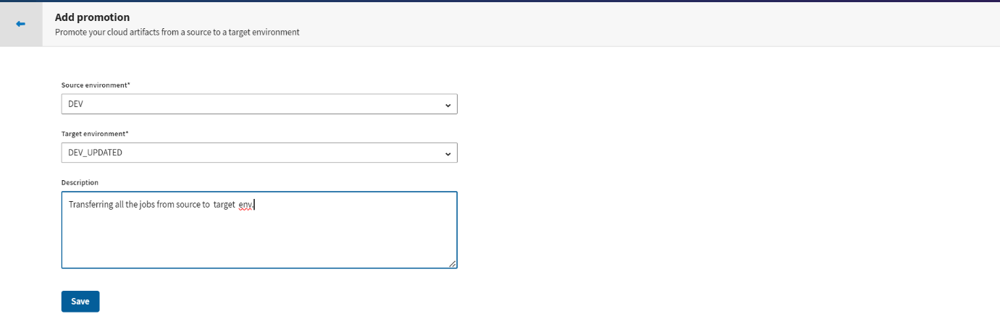 Add promotion
Promote your cloud artifacts from a source to a target environment
Source environment*
DEV
Target environment*
DEV_UPDATED
Description
Transferring all the jobs from source to  target  env.
Save